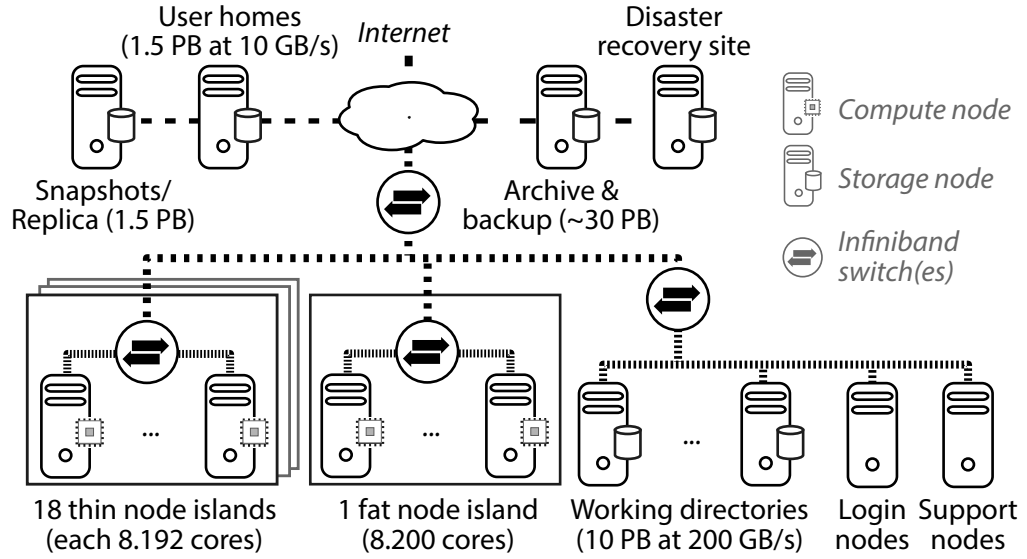 User homes
(1.5 PB at 10 GB/s)
Internet
Disaster
recovery site
Snapshots/
Replica (1.5 PB)
Archive &
backup (~30 PB)
Compute node
Storage node
Infiniband
switch(es)
...
...
...
18 thin node islands
(each 8.192 cores)
1 fat node island
(8.200 cores)
Working directories
(10 PB at 200 GB/s)
Login
nodes
Support
nodes